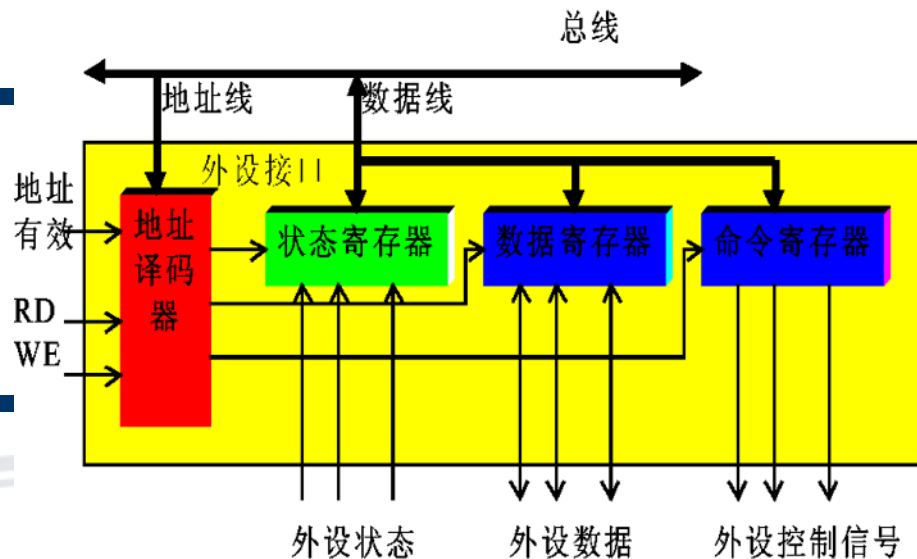 总线
地址线
数据线
外设接口
地址
有效
RD
WE
地址
译码
器
状态寄存器
数据寄存器
命令寄存器
外设状态
外设数据
外设控制信号